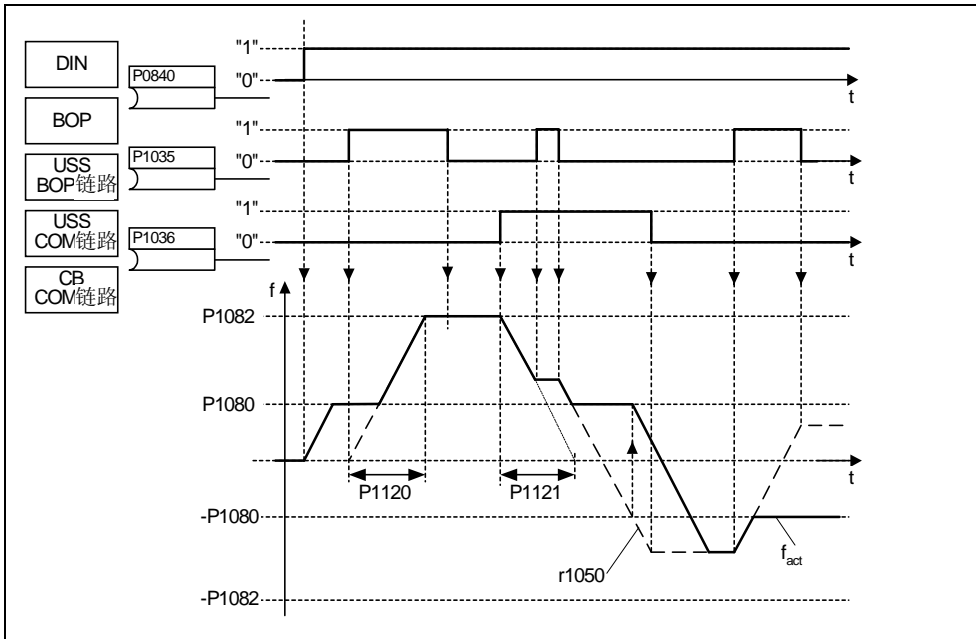 DIN
BOP
USS
BOP链路
USS
COM链路
CB
COM链路
P0840
P1035
P1036
"1"
"0"
t
"1"
"0"
t
"1"
"0"
t
f
P1082
P1080
t
P1120
P1121
-P1080
r1050
fact
-P1082